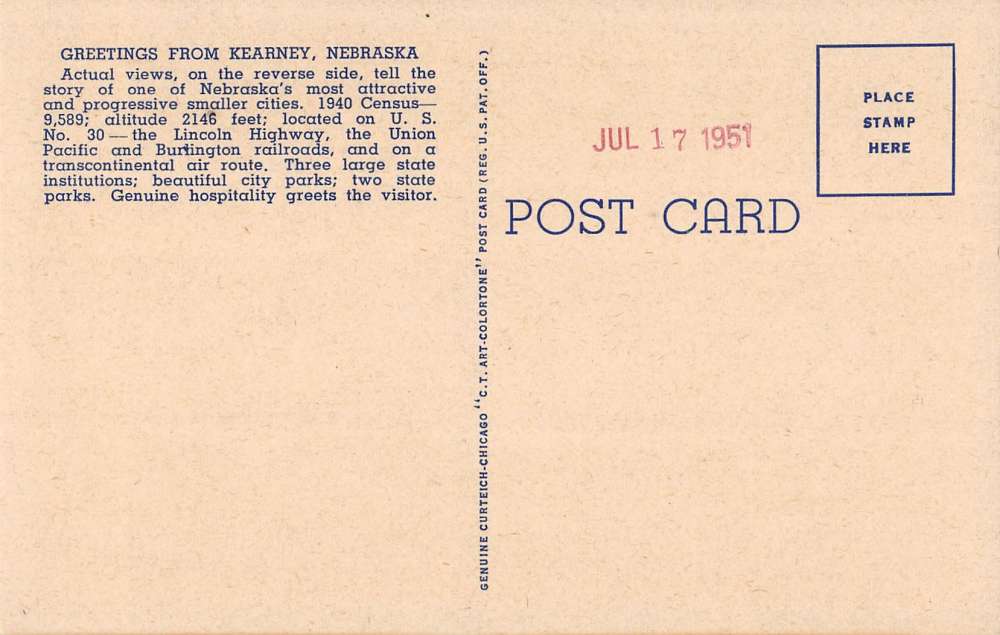 GREETINGS FROM KEARNEY, NEBRASKA
Actual views, on the reverse side, tell the
story of one of Nebraska's most attractive
and progressive smaller cities. 1940 Census—
9,589; altitude 2146 feet; located on U. S.
No. 30—the Lincoln Highway, the Union
Pacific and Burlington railroads, and on a
transcontinental air route. Three large state
institutions; beautiful city parks; two state
parks. Genuine hospitality greets the visitor.
GENUINE CURTEICH-CHICAGO "C.T. ART-COLORTONE" POST CARD (REG. U.S. PAT. OFF.)
JUL 17 1951
POST CARD
PLACE
STAMP
HERE